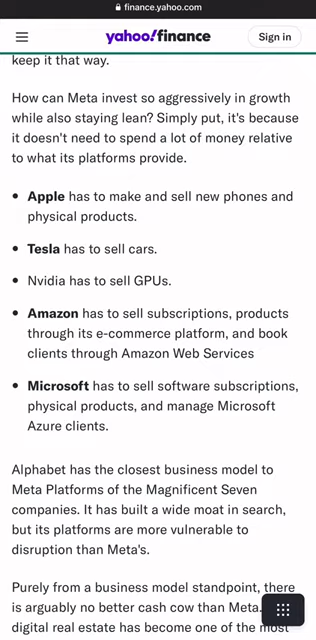 finance.yahoo.com
yahoo!finance
Sign in
keep it that way.
How can Meta invest so aggressively in growth
while also staying lean? Simply put, it's because
it doesn't need to spend a lot of money relative
to what its platforms provide.
• Apple has to make and sell new phones and
physical products.
• Tesla has to sell cars.
• Nvidia has to sell GPUs.
• Amazon has to sell subscriptions, products
through its e-commerce platform, and book
clients through Amazon Web Services
• Microsoft has to sell software subscriptions,
physical products, and manage Microsoft
Azure clients.
Alphabet has the closest business model to
Meta Platforms of the Magnificent Seven
companies. It has built a wide moat in search,
but its platforms are more vulnerable to
disruption than Meta's.
Purely from a business model standpoint, there
is arguably no better cash cow than Meta.
digital real estate has become one of the most